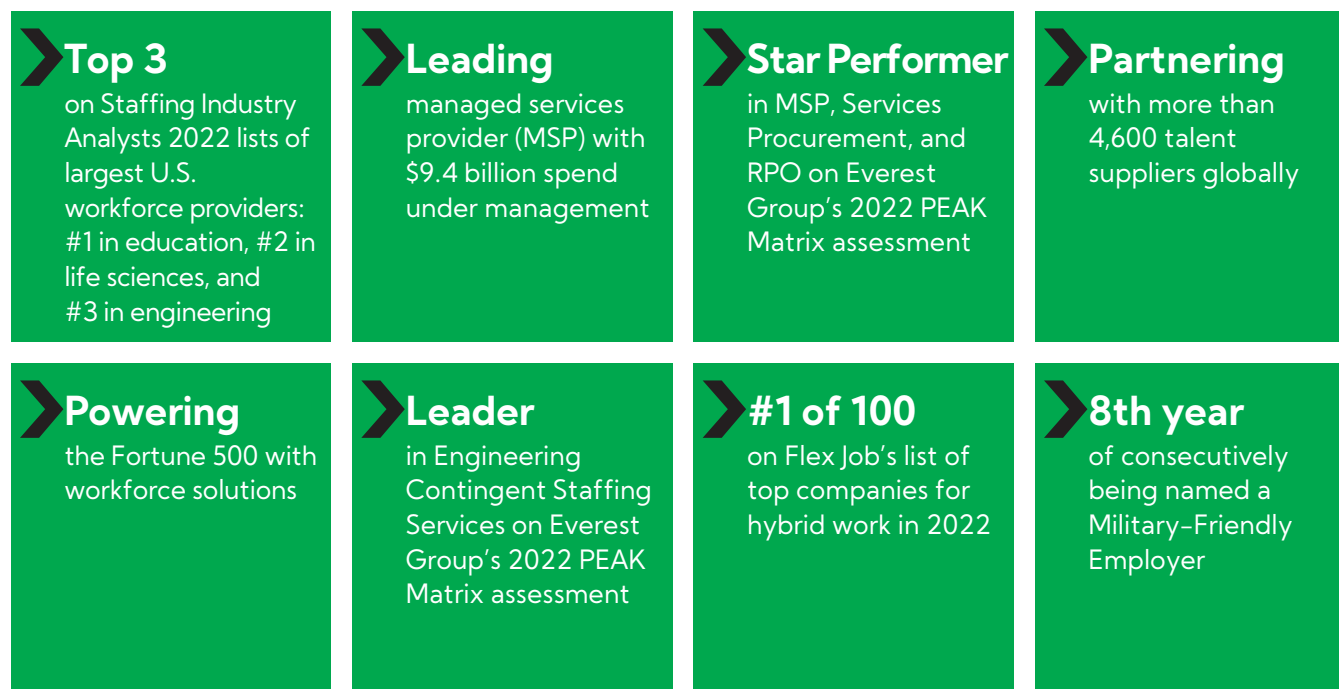 Top 3
on Staffing Industry
Analysts 2022 lists of
largest U.S.
workforce providers:
#1 in education, #2 in
life sciences, and
#3 in engineering
Leading
managed services
provider (MSP) with
$9.4 billion spend
under management
Star Performer
in MSP, Services
Procurement, and
RPO on Everest
Group’s 2022 PEAK
Matrix assessment
Partnering
with more than
4,600 talent
suppliers globally
Powering
the Fortune 500 with
workforce solutions
Leader
in Engineering
Contingent Staffing
Services on Everest
Group’s 2022 PEAK
Matrix assessment
#1 of 100
on Flex Job’s list of
top companies for
hybrid work in 2022
8th year
of consecutively
being named a
Military-Friendly
Employer